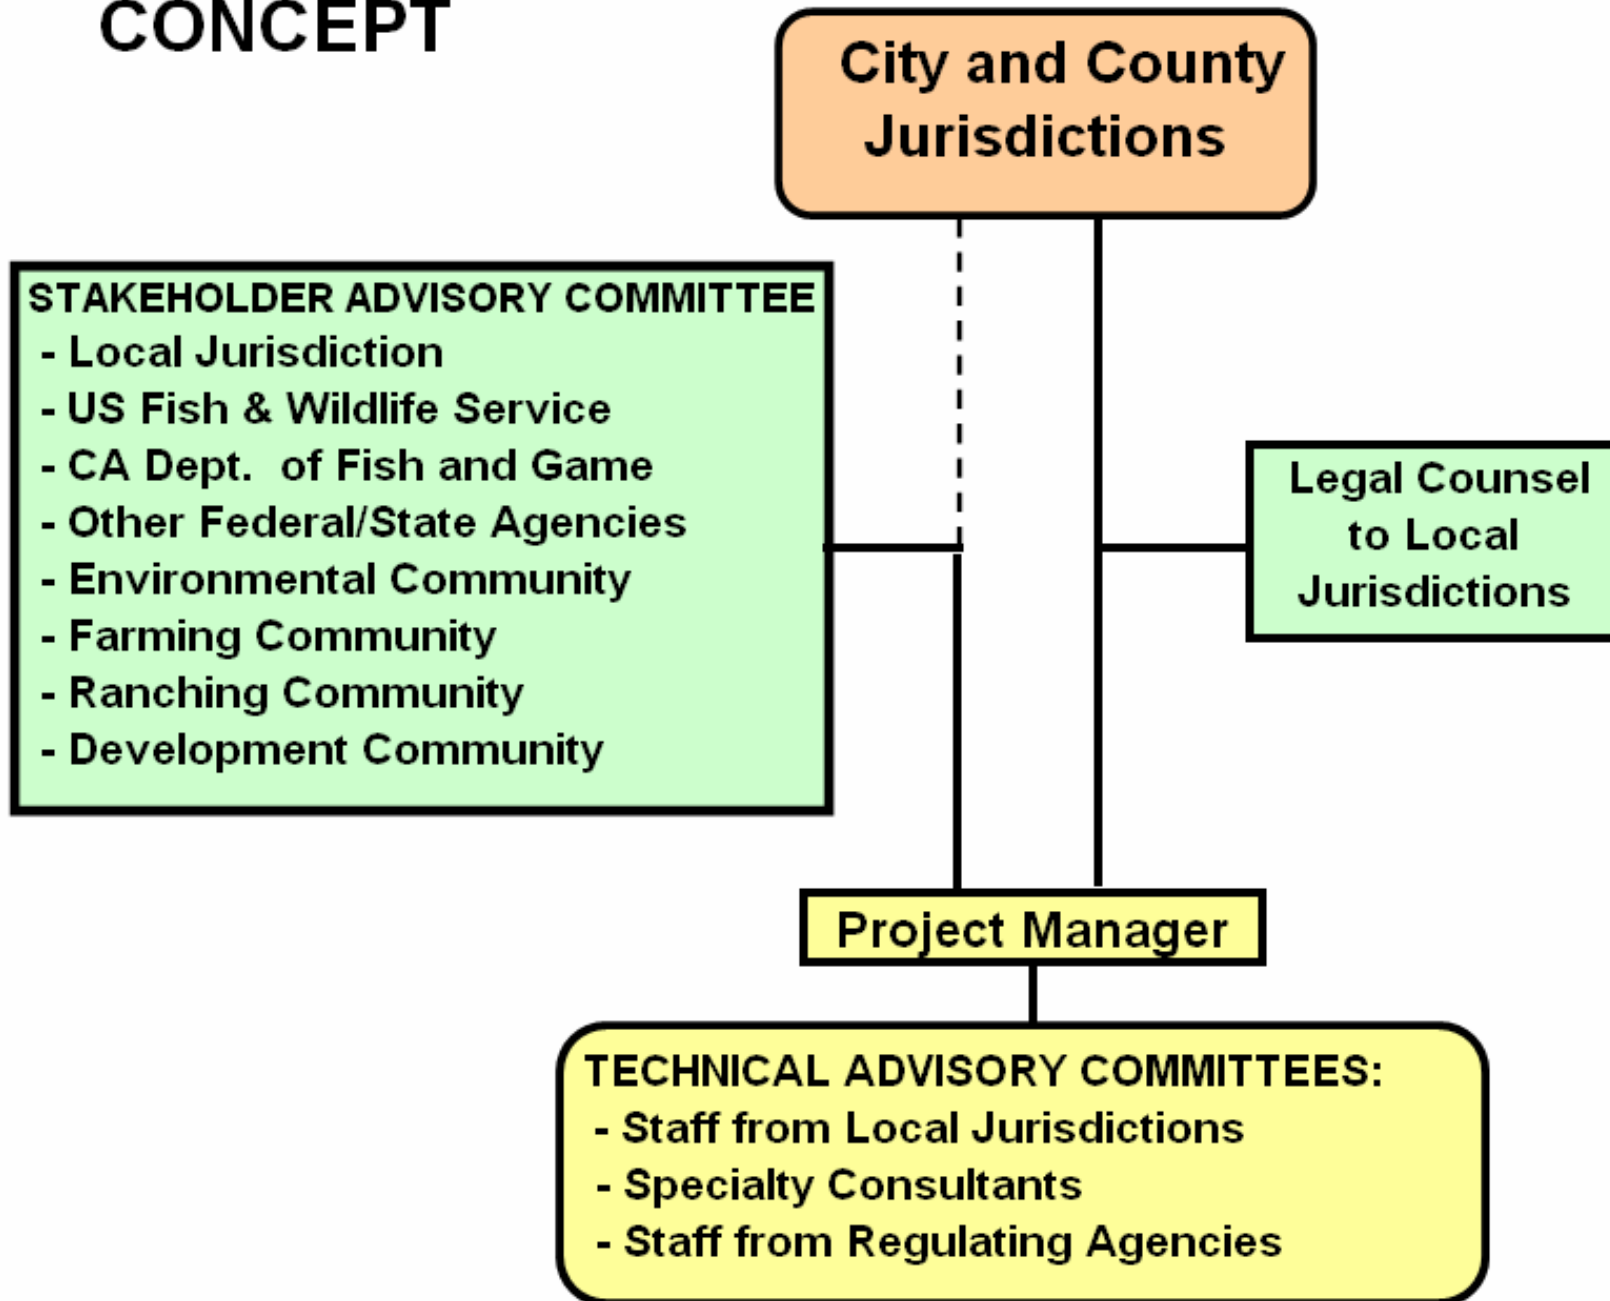 CONCEPT
City and County
Jurisdictions
STAKEHOLDER ADVISORY COMMITTEE
- Local Jurisdiction
- US Fish & Wildlife Service
- CA Dept.  of Fish and Game
- Other Federal/State Agencies
- Environmental Community
- Farming Community
- Ranching Community
- Development Community
Legal Counsel
to Local
Jurisdictions
Project Manager
TECHNICAL ADVISORY COMMITTEES:
- Staff from Local Jurisdictions
- Specialty Consultants
- Staff from Regulating Agencies